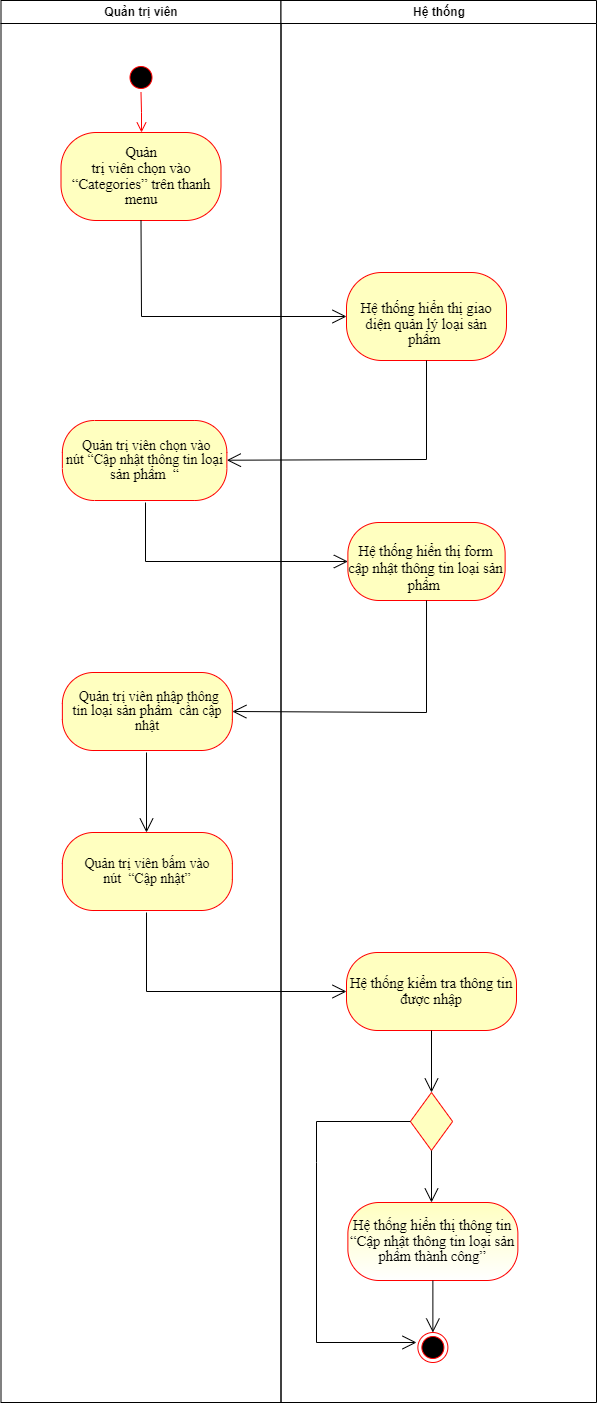 Quản trị viên
Hệ thống
Quản
trị viên chọn vào
“Categories” trên thanh
menu
Hệ thống hiển thị giao
diện quản lý loại sản
phẩm
Quản trị viên chọn vào
nút “Cập nhật thông tin loại
sản phẩm “
Hệ thống hiển thị form
cập nhật thông tin loại sản
phẩm
Quản trị viên nhập thông
tin loại sản phẩm cần cập
nhật
Quản trị viên bấm vào
nút “Cập nhật”
Hệ thống kiểm tra thông tin
được nhập
Hệ thống hiển thị thông tin
“Cập nhật thông tin loại sản
phẩm thành công”